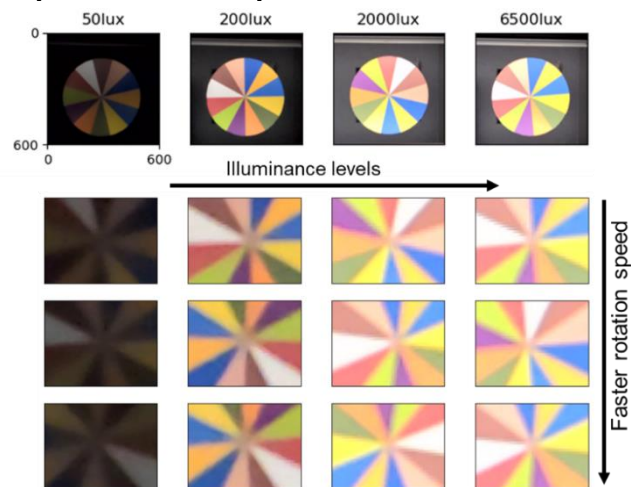 50lux 200lux 2000lux 6500lux
0
600
0 600
Illuminance levels
Faster rotation speed